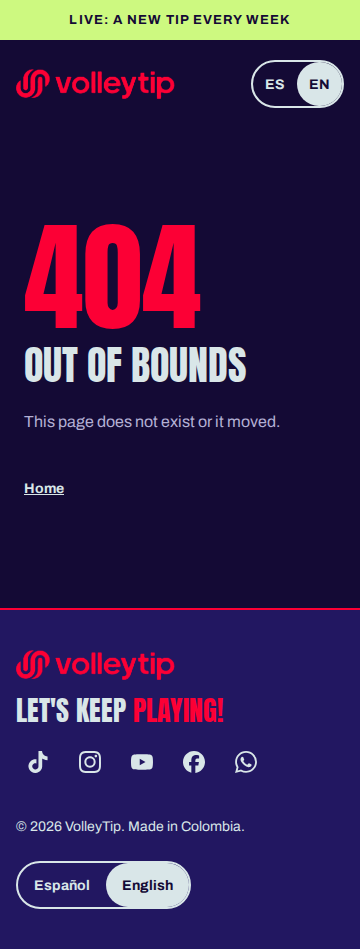 LIVE: A NEW TIP EVERY WEEK
volleytip
ES EN
404
OUT OF BOUNDS
This page does not exist or it moved.
Home
volleytip
LET'S KEEP PLAYING!
© 2026 VolleyTip. Made in Colombia.
Español English